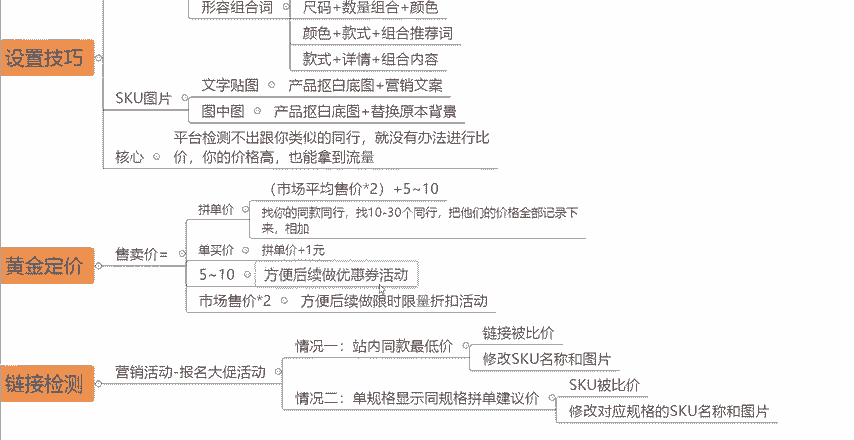 形容组合词
尺码+数量组合+颜色
颜色+款式+组合推荐词
款式+详情+组合内容
设置技巧
SKU图片
文字贴图
产品抠白底图+营销文案
图中图
产品抠白底图+替换原本背景
核心
平台检测不出跟你类似的同行，就没有办法进行比
价，你的价格高，也能拿到流量
黄金定价
售卖价=
拼单价
（市场平均售价*2）+5~10
找你的同款同行，找10-30个同行，把他们的价格全部记录下
来，相加
单买价
拼单价+1元
5~10
方便后续做优惠券活动
市场售价*2
方便后续做限时限量折扣活动
链接检测
营销活动-报名大促活动
情况一：站内同款最低价
链接被比价
修改SKU名称和图片
情况二：单规格显示同规格拼单建议价
SKU被比价
修改对应规格的SKU名称和图片